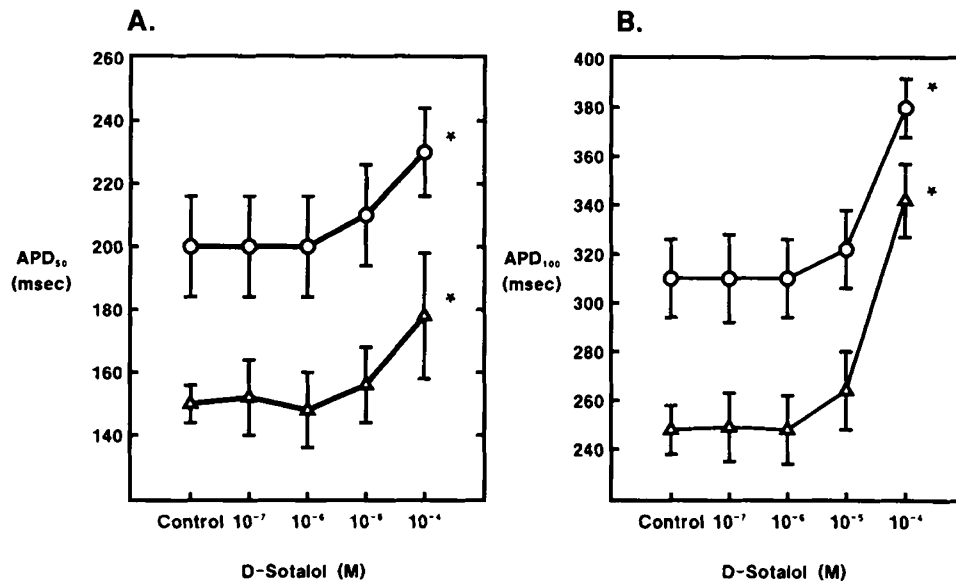 A.
260
240
220
200
APD₅₀
(msec)
180
160
140
Control 10⁻⁷ 10⁻⁶ 10⁻⁵ 10⁻⁴
D-Sotalol (M)
*
*
B.
400
380
360
340
APD₁₀₀
(msec)
300
280
260
240
Control 10⁻⁷ 10⁻⁶ 10⁻⁵ 10⁻⁴
D-Sotalol (M)
*
*